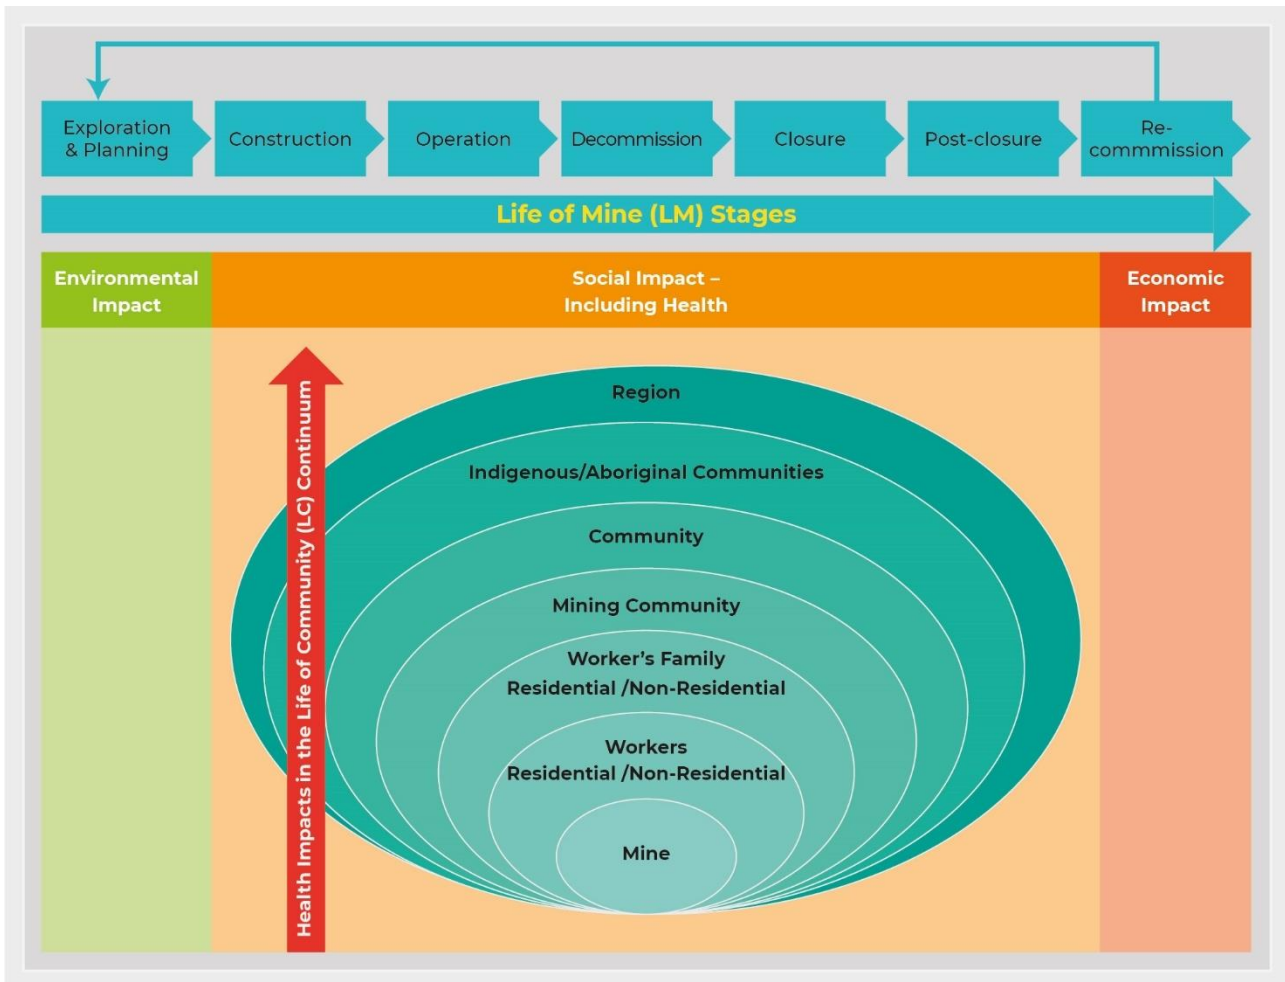 Exploration
& Planning
Construction
Operation
Decommission
Closure
Post-closure
Re-
commmission
Life of Mine (LM) Stages
Environmental
Impact
Social Impact –
Including Health
Economic
Impact
Health Impacts in the Life of Community (LC) Continuum
Region
Indigenous/Aboriginal Communities
Community
Mining Community
Worker’s Family
Residential /Non-Residential
Workers
Residential /Non-Residential
Mine